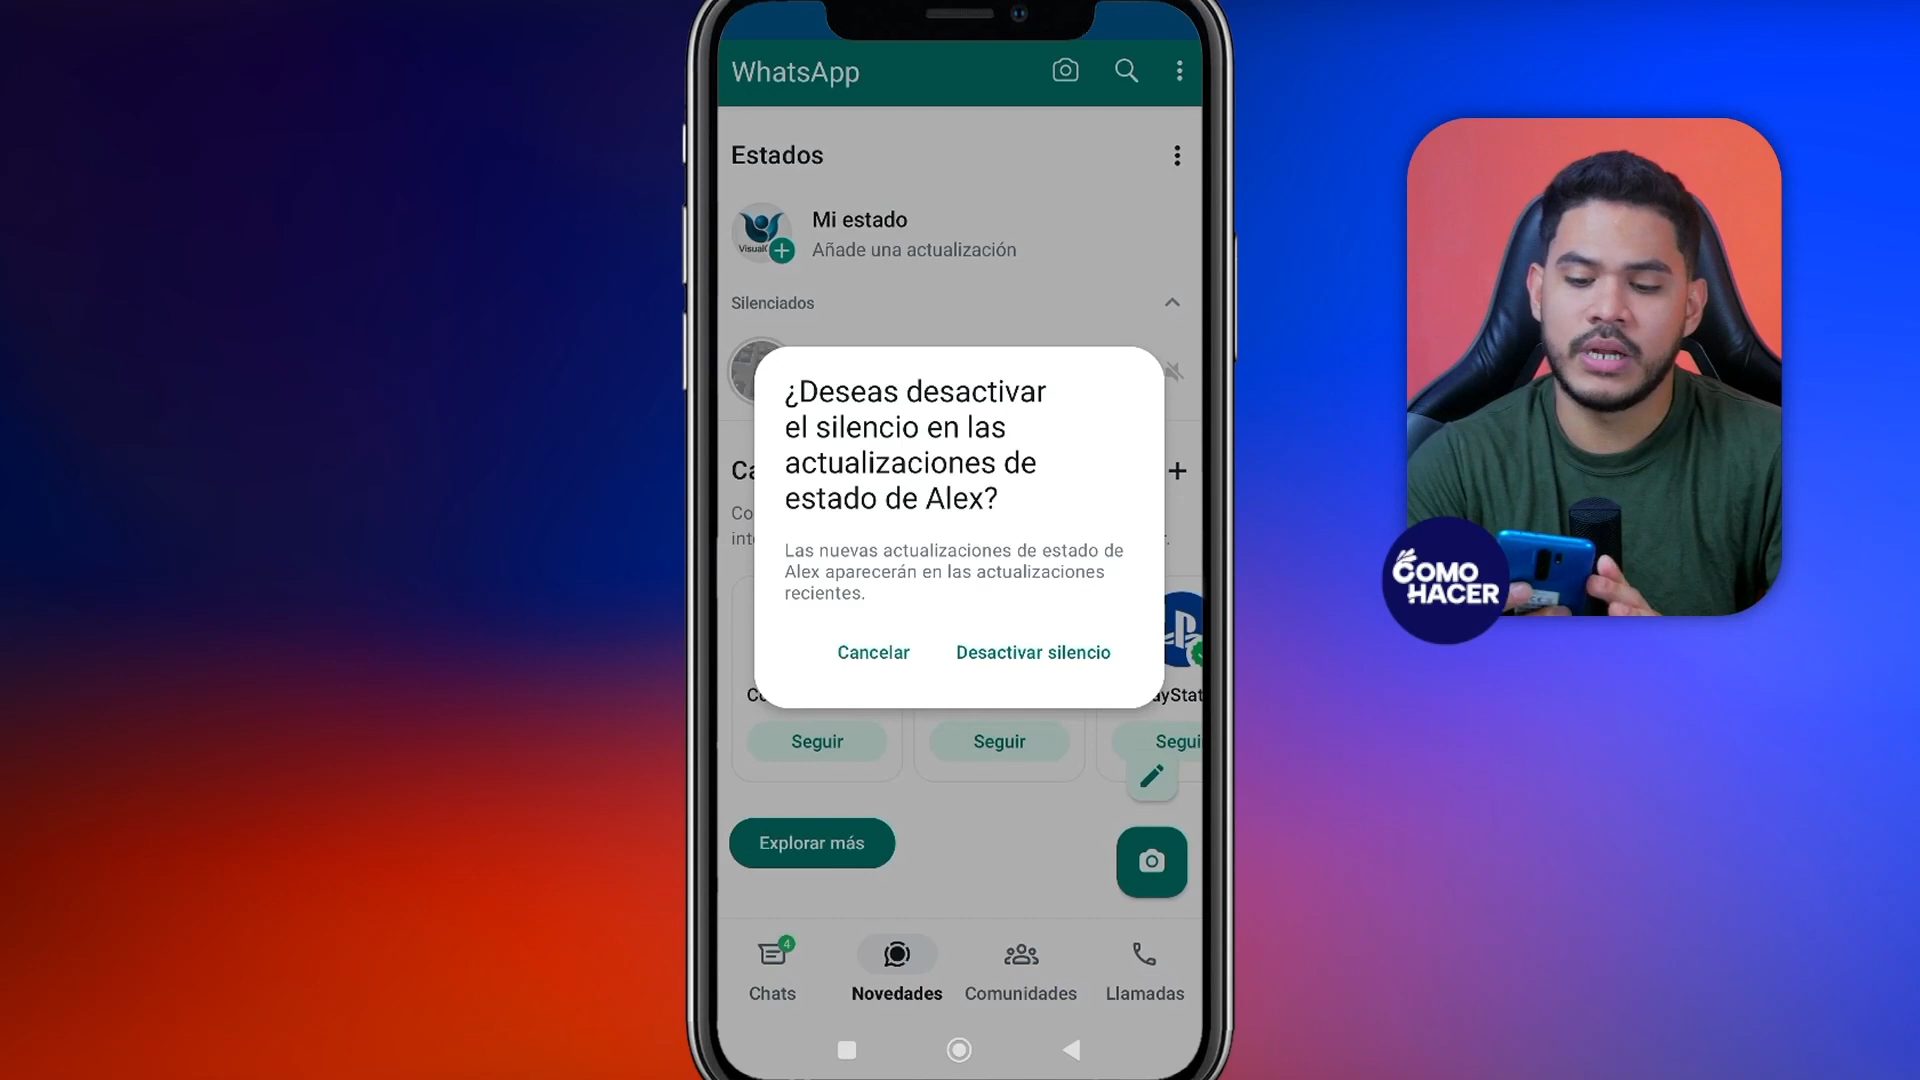 WhatsApp
Estados
Mi estado
Añade una actualización
Silenciados
¿Deseas desactivar
el silencio en las
actualizaciones de
estado de Alex?
Las nuevas actualizaciones de estado de
Alex aparecerán en las actualizaciones
recientes.
Cancelar
Desactivar silencio
Seguir
Seguir
Explorar más
4
Chats
Novedades
Comunidades
Llamadas
COMO
HACER